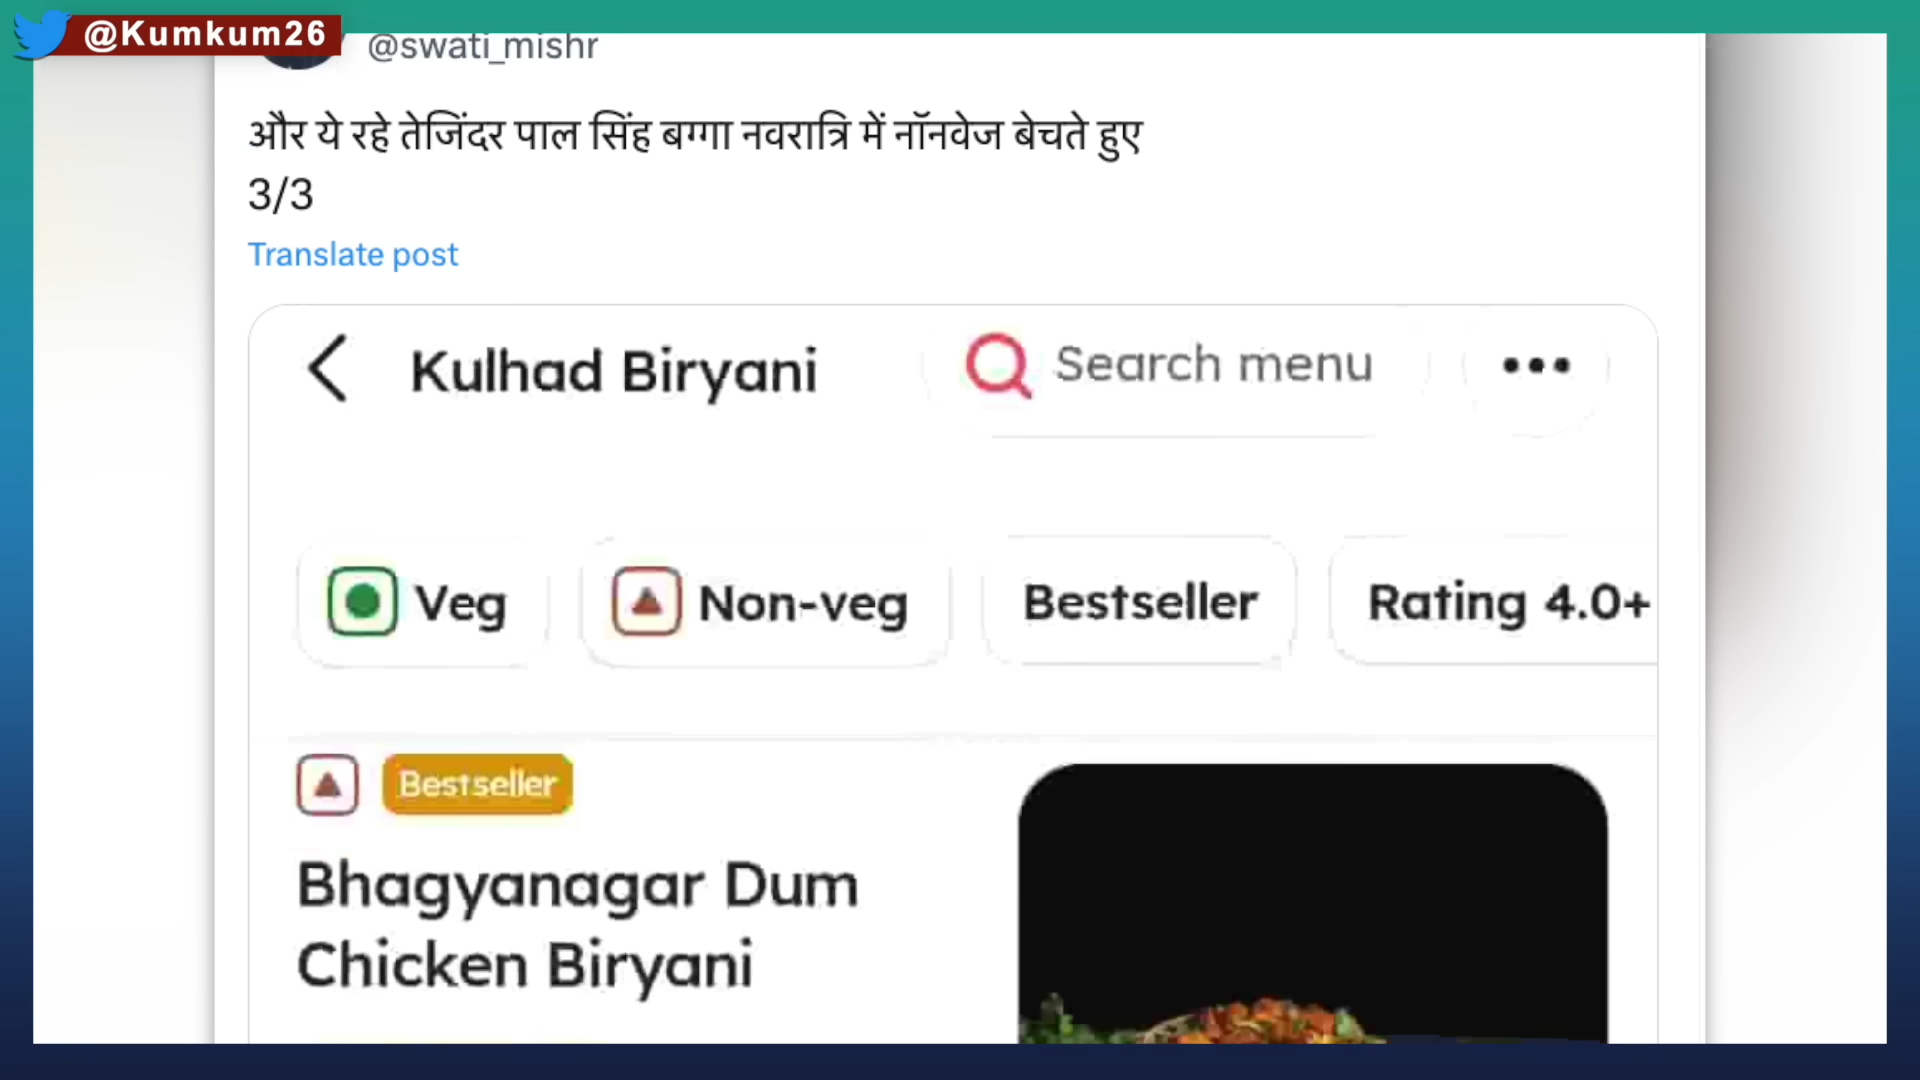 @Kumkum26
@swati_mishr
और ये रहे तेजिंदर पाल सिंह बग्गा नवरात्रि में नॉनवेज बेचते हुए
3/3
Translate post
Kulhad Biryani
Search menu
Veg
Non-veg
Bestseller
Rating 4.0+
Bestseller
Bhagyanagar Dum
Chicken Biryani